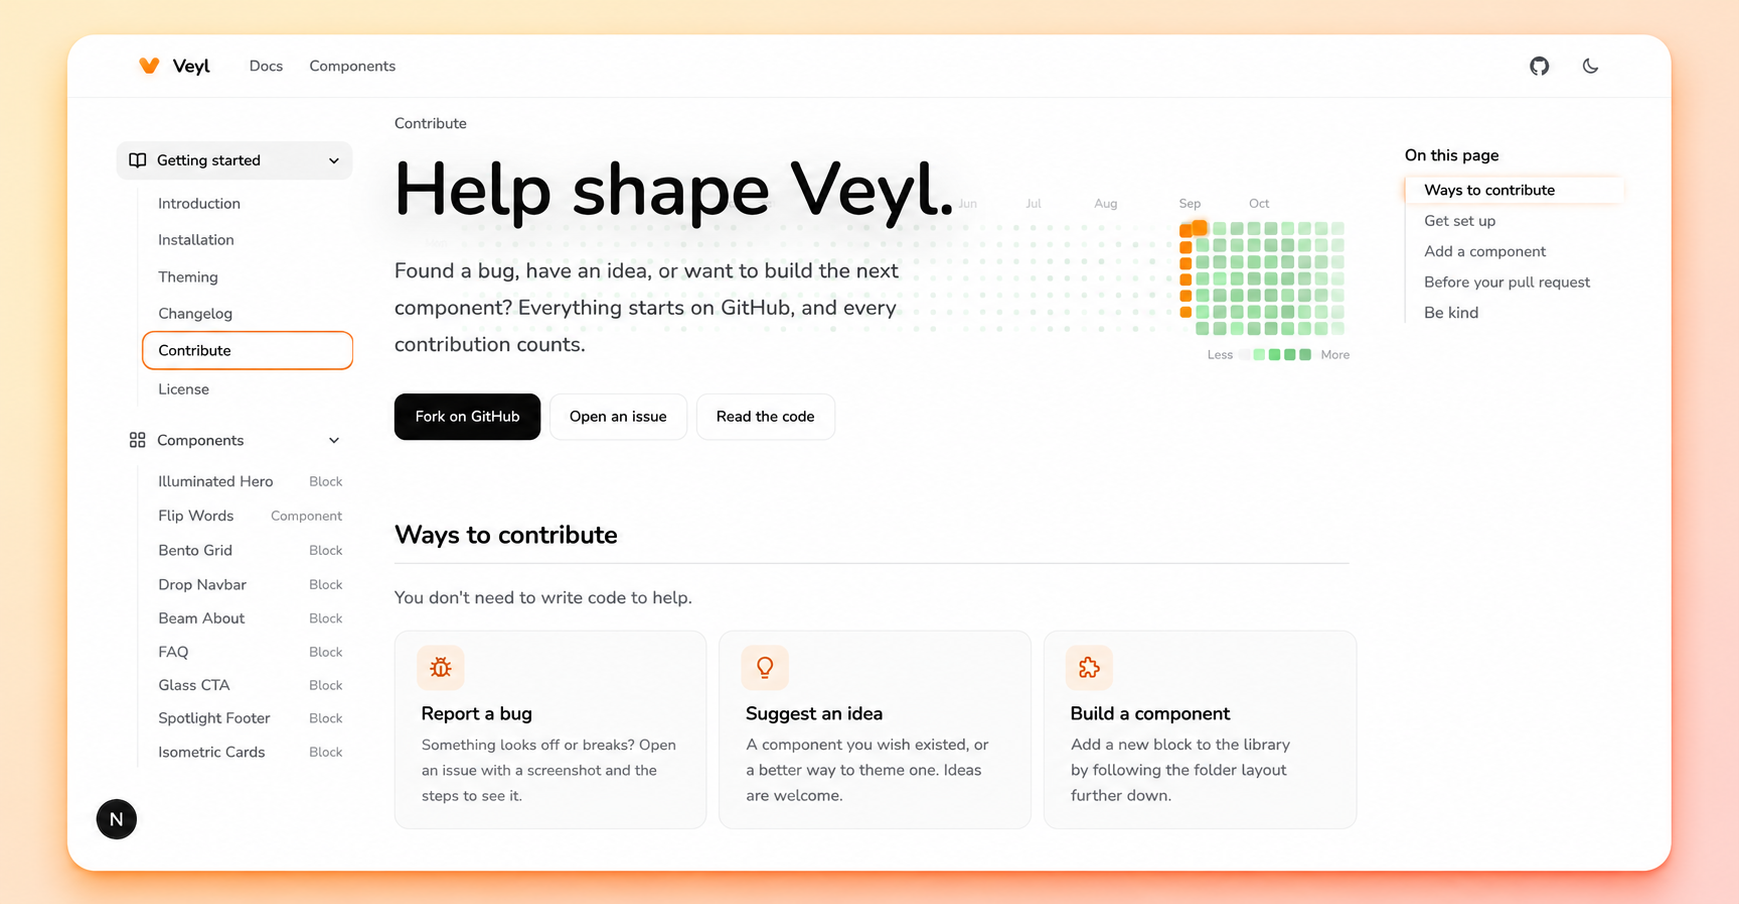 Veyl
Docs
Components
Getting started
Introduction
Installation
Theming
Changelog
Contribute
License
Components
Illuminated Hero Block
Flip Words Component
Bento Grid Block
Drop Navbar Block
Beam About Block
FAQ Block
Glass CTA Block
Spotlight Footer Block
Isometric Cards Block
N
Contribute
Help shape Veyl.
Jun Jul Aug Sep Oct
Found a bug, have an idea, or want to build the next
component? Everything starts on GitHub, and every
contribution counts.
Less More
Fork on GitHub
Open an issue
Read the code
Ways to contribute
You don't need to write code to help.
Report a bug
Something looks off or breaks? Open
an issue with a screenshot and the
steps to see it.
Suggest an idea
A component you wish existed, or
a better way to theme one. Ideas
are welcome.
Build a component
Add a new block to the library
by following the folder layout
further down.
On this page
Ways to contribute
Get set up
Add a component
Before your pull request
Be kind